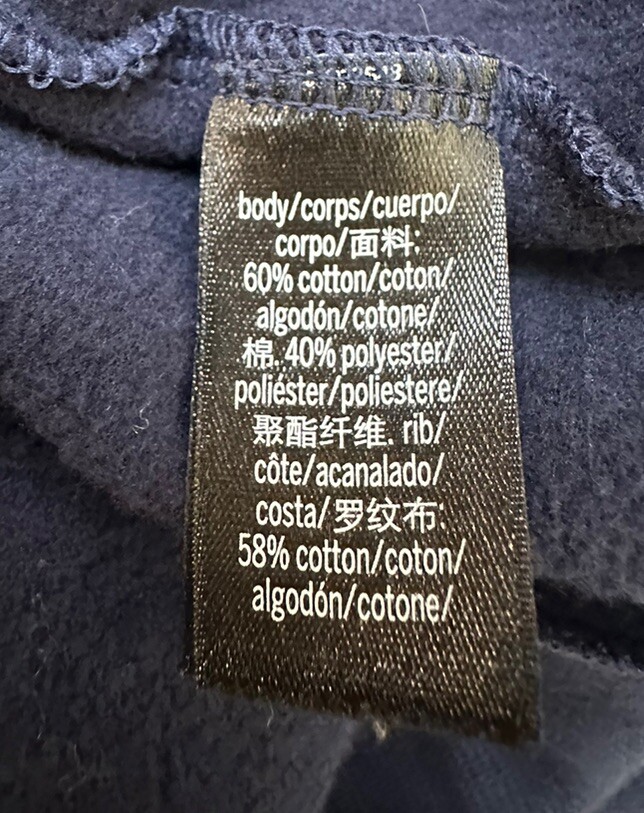 body/corps/cuerpo/
corpo/面料:
60% cotton/coton/
algodón/cotone/
棉. 40% polyester/
poliéster/poliestere/
聚酯纤维. rib/
côte/acanalado/
costa/罗纹布:
58% cotton/coton/
algodón/cotone/